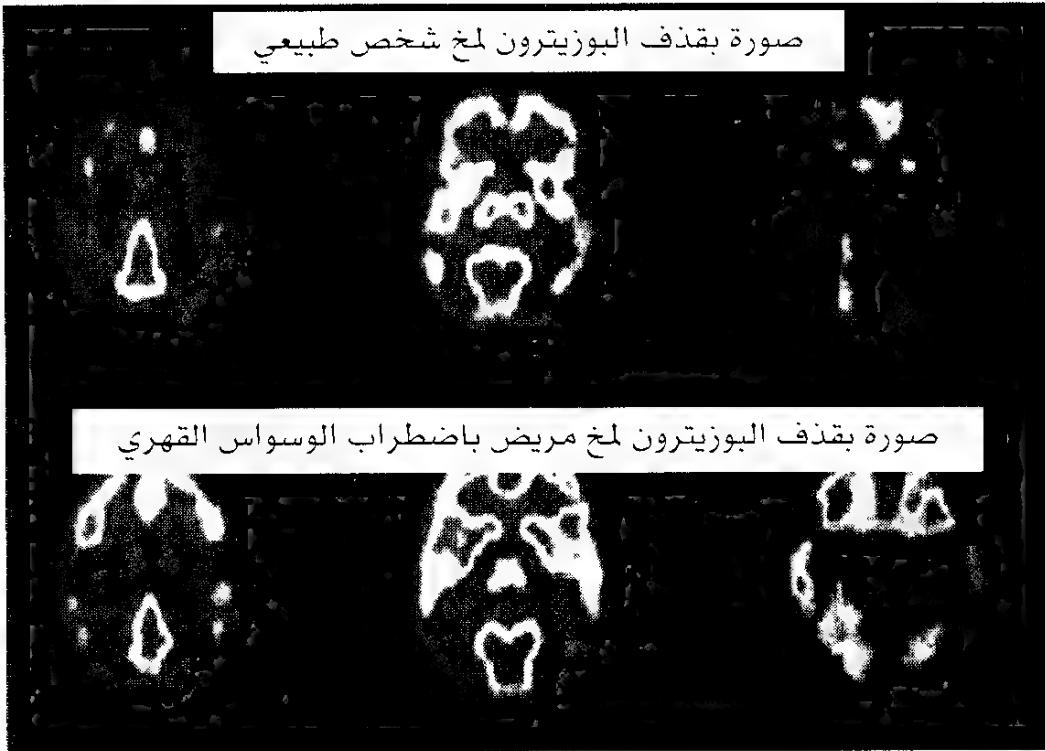 صورة بقذف البوزيترون لمخ شخص طبيعي
صورة بقذف البوزيترون لمخ مريض باضطراب الوسواس القهري